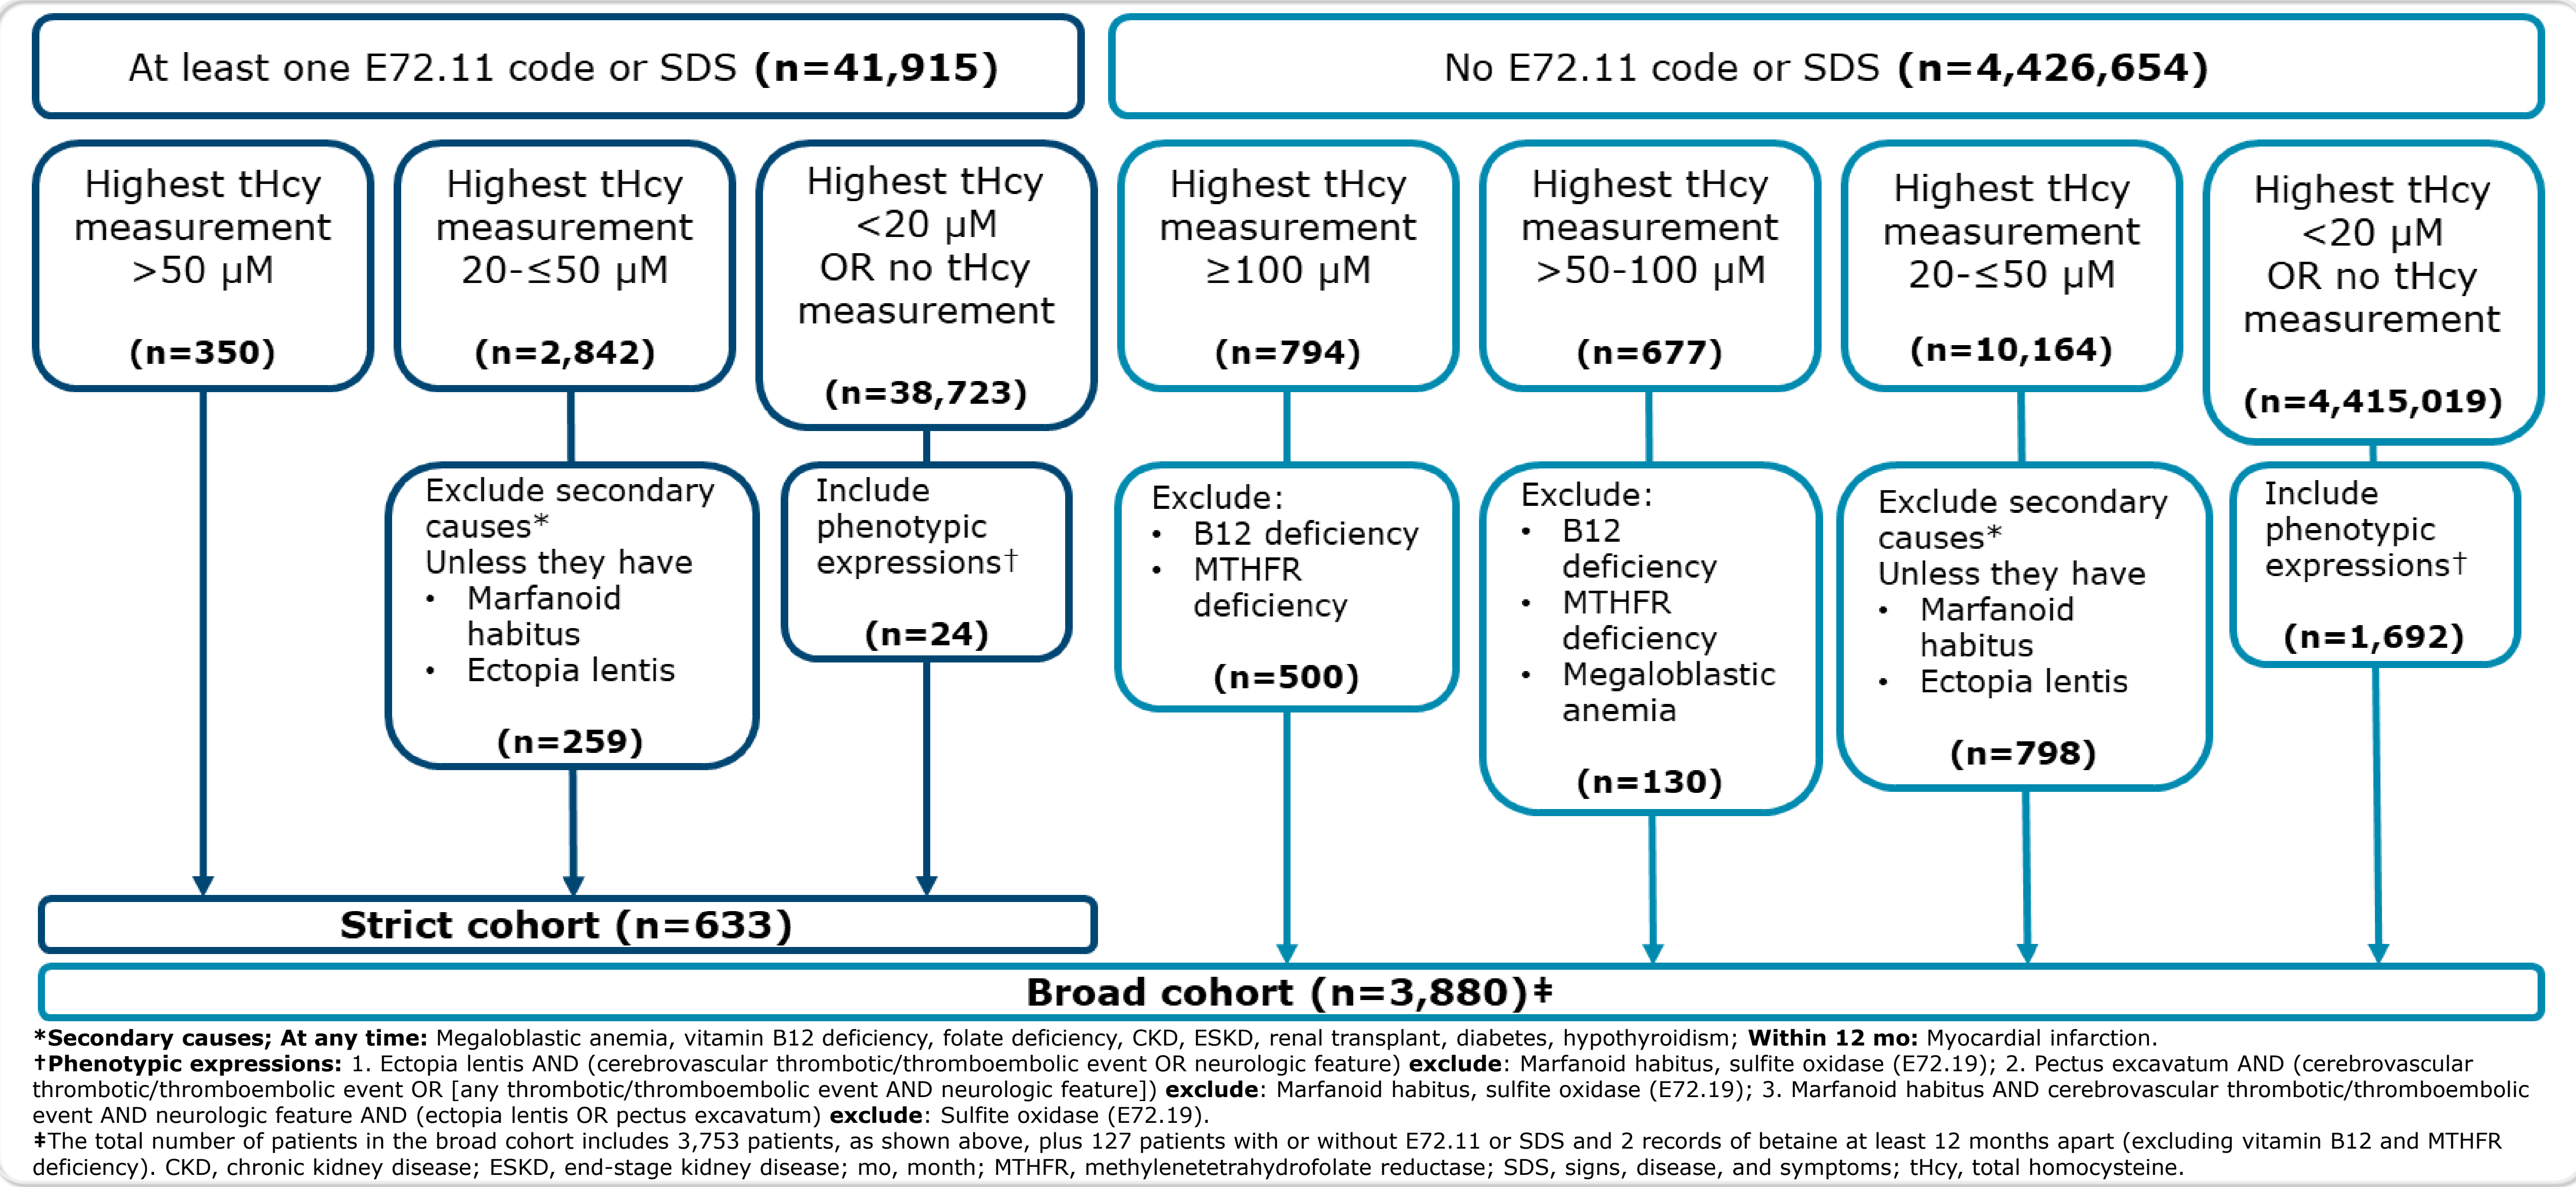 At least one E72.11 code or SDS (n=41,915)
No E72.11 code or SDS (n=4,426,654)
Highest tHcy
measurement
>50 µM
(n=350)
Highest tHcy
measurement
20-≤50 µM
(n=2,842)
Highest tHcy
<20 µM
OR no tHcy
measurement
(n=38,723)
Highest tHcy
measurement
≥100 µM
(n=794)
Highest tHcy
measurement
>50-100 µM
(n=677)
Highest tHcy
measurement
20-≤50 µM
(n=10,164)
Highest tHcy
<20 µM
OR no tHcy
measurement
(n=4,415,019)
Exclude secondary
causes*
Unless they have
• Marfanoid
habitus
• Ectopia lentis
(n=259)
Include
phenotypic
expressions†
(n=24)
Exclude:
• B12 deficiency
• MTHFR
deficiency
(n=500)
Exclude:
• B12
deficiency
• MTHFR
deficiency
• Megaloblastic
anemia
(n=130)
Exclude secondary
causes*
Unless they have
• Marfanoid
habitus
• Ectopia lentis
(n=798)
Include
phenotypic
expressions†
(n=1,692)
Strict cohort (n=633)
Broad cohort (n=3,880)‡
*Secondary causes; At any time: Megaloblastic anemia, vitamin B12 deficiency, folate deficiency, CKD, ESKD, renal transplant, diabetes, hypothyroidism; Within 12 mo: Myocardial infarction.
†Phenotypic expressions: 1. Ectopia lentis AND (cerebrovascular thrombotic/thromboembolic event OR neurologic feature) exclude: Marfanoid habitus, sulfite oxidase (E72.19); 2. Pectus excavatum AND (cerebrovascular
thrombotic/thromboembolic event OR [any thrombotic/thromboembolic event AND neurologic feature]) exclude: Marfanoid habitus, sulfite oxidase (E72.19); 3. Marfanoid habitus AND cerebrovascular thrombotic/thromboembolic
event AND neurologic feature AND (ectopia lentis OR pectus excavatum) exclude: Sulfite oxidase (E72.19).
‡The total number of patients in the broad cohort includes 3,753 patients, as shown above, plus 127 patients with or without E72.11 or SDS and 2 records of betaine at least 12 months apart (excluding vitamin B12 and MTHFR
deficiency). CKD, chronic kidney disease; ESKD, end-stage kidney disease; mo, month; MTHFR, methylenetetrahydrofolate reductase; SDS, signs, disease, and symptoms; tHcy, total homocysteine.